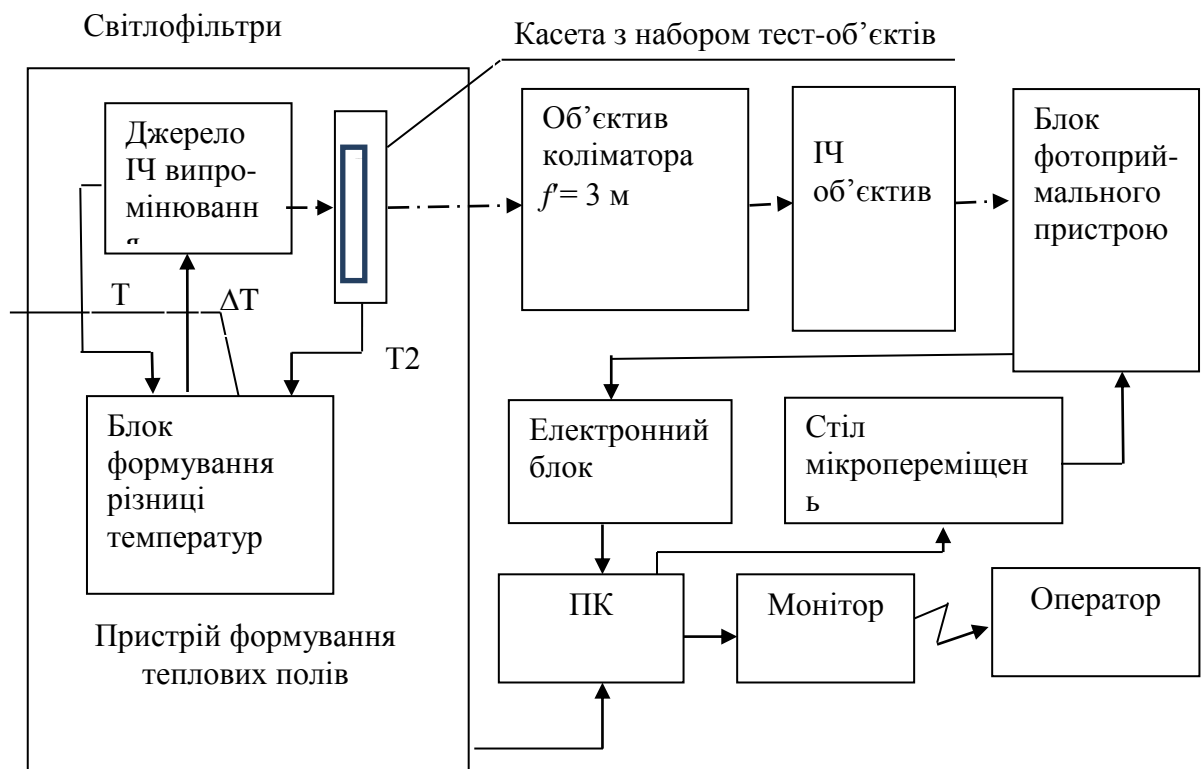 Світлофільтри
Касета з набором тест-об’єктів
Джерело
ІЧ випро-
мінюванн
я
Об’єктив
коліматора
f′= 3 м
ІЧ
об’єктив
Блок
фотоприй-
мального
пристрою
T
ΔT
T2
Блок
формування
різниці
температур
Електронний
блок
Стіл
мікропереміщен
ь
ПК
Монітор
Оператор
Пристрій формування
теплових полів